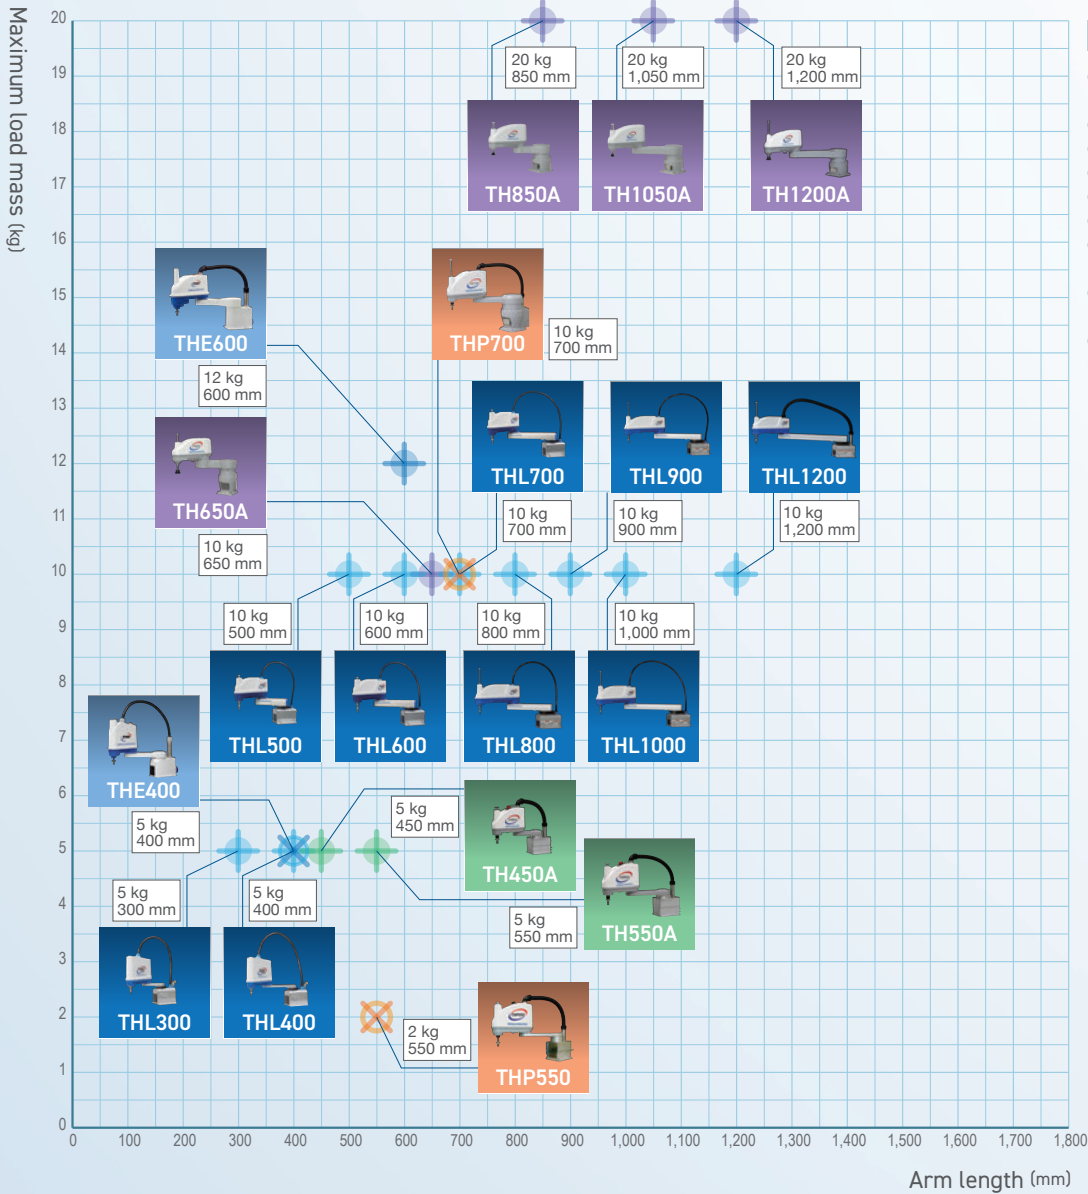 Maximum load mass (kg)
20
19
18
17
16
15
14
13
12
11
10
9
8
7
6
5
4
3
2
1
0
20 kg
850 mm
20 kg
1,050 mm
20 kg
1,200 mm
TH850A
TH1050A
TH1200A
THE600
12 kg
600 mm
THP700
10 kg
700 mm
TH650A
10 kg
650 mm
THL700
10 kg
700 mm
THL900
10 kg
900 mm
THL1200
10 kg
1,200 mm
10 kg
500 mm
10 kg
600 mm
10 kg
800 mm
10 kg
1,000 mm
THL500
THL600
THL800
THL1000
THE400
5 kg
400 mm
5 kg
450 mm
TH450A
5 kg
300 mm
5 kg
400 mm
5 kg
550 mm
TH550A
THL300
THL400
2 kg
550 mm
THP550
0 100 200 300 400 500 600 700 800 900 1,000 1,100 1,200 1,300 1,400 1,500 1,600 1,700 1,800
Arm length (mm)